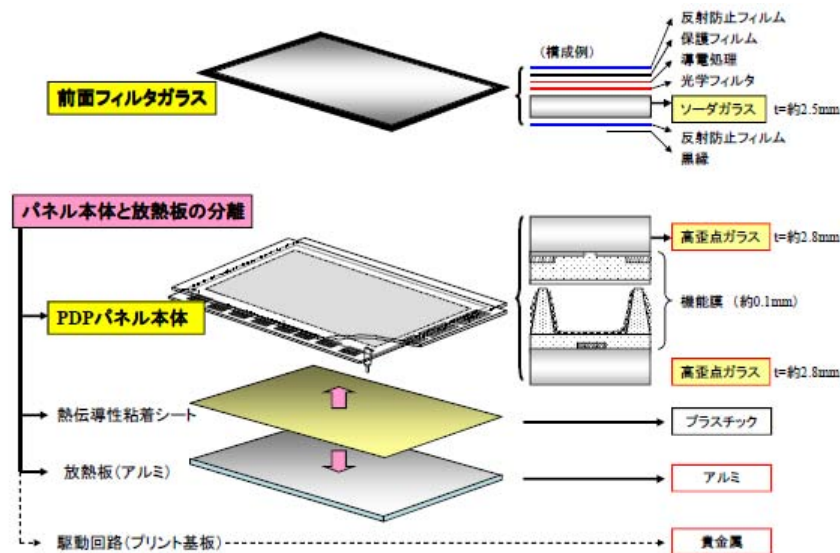 反射防止フィルム
(構成例)
保護フィルム
導電処理
光学フィルタ
前面フィルタガラス
ソーダガラス t=約2.5mm
反射防止フィルム
黒縁
パネル本体と放熱板の分離
高歪点ガラス t=約2.8mm
PDPパネル本体
機能膜 (約0.1mm)
高歪点ガラス t=約2.8mm
熱伝導性粘着シート
プラスチック
放熱板(アルミ)
アルミ
駆動回路(プリント基板)
貴金属